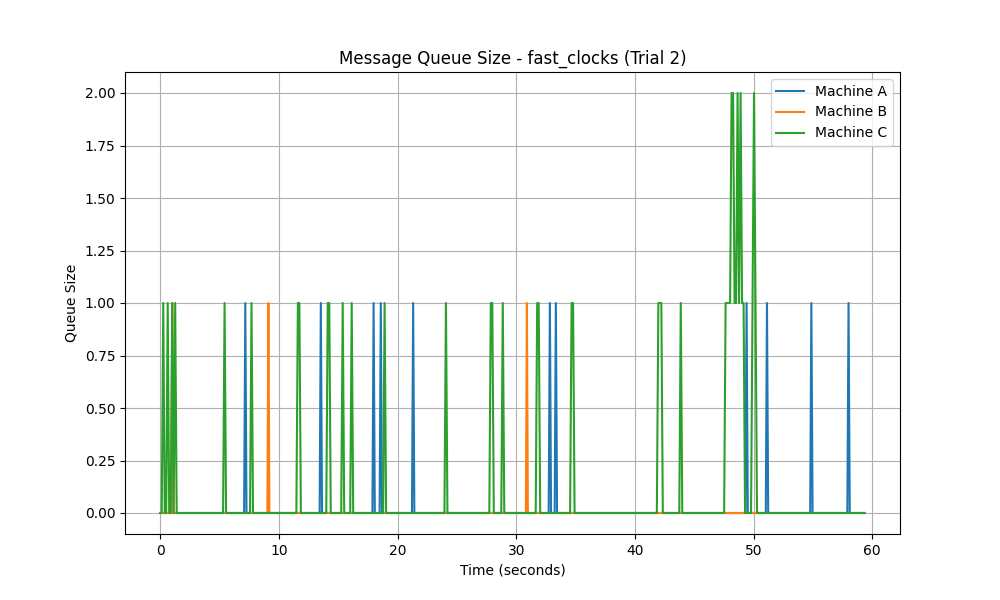 Message Queue Size - fast_clocks (Trial 2)
Machine A
Machine B
Machine C
Queue Size
2.00
1.75
1.50
1.25
1.00
0.75
0.50
0.25
0.00
0 10 20 30 40 50 60
Time (seconds)